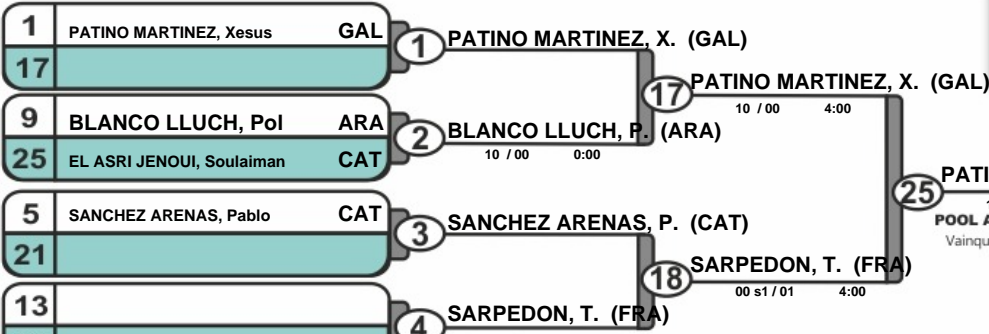 1 PATINO MARTINEZ, Xesus GAL
17
1 PATINO MARTINEZ, X. (GAL)
9 BLANCO LLUCH, Pol ARA
25 EL ASRI JENOUI, Soulaiman CAT
2 BLANCO LLUCH, P. (ARA)
10 / 00 0:00
17 PATINO MARTINEZ, X. (GAL)
10 / 00 4:00
5 SANCHEZ ARENAS, Pablo CAT
21
3 SANCHEZ ARENAS, P. (CAT)
13
4 SARPEDON, T. (FRA)
18 SARPEDON, T. (FRA)
00 s1 / 01 4:00
25 PATI
POOL A
Vainqu